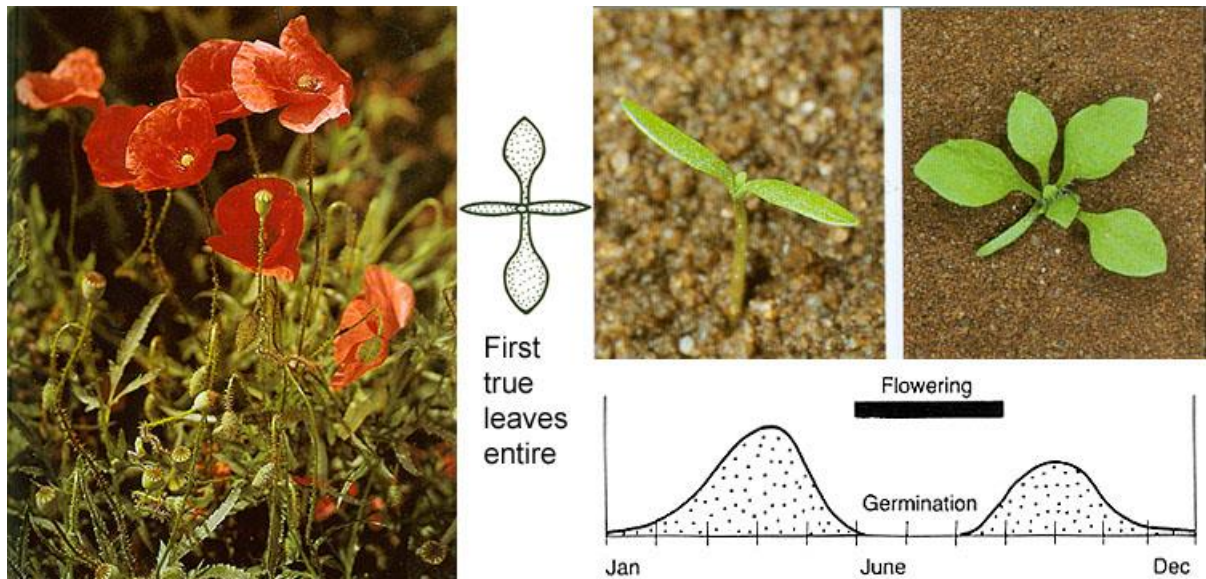 First
true
leaves
entire
Flowering
Germination
Jan
June
Dec